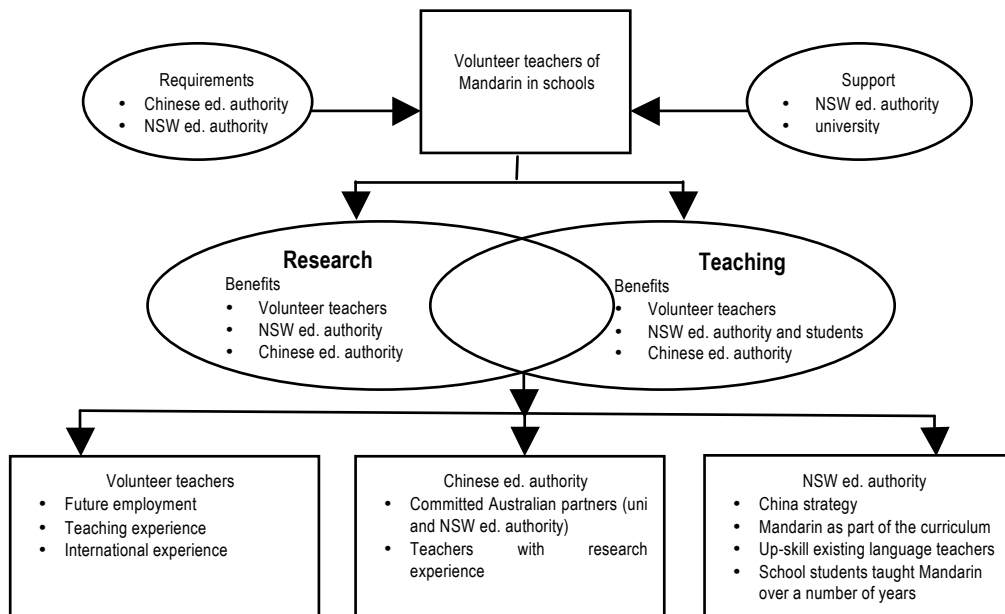 Volunteer teachers of
Mandarin in schools
Requirements
• Chinese ed. authority
• NSW ed. authority
Support
• NSW ed. authority
• university
Research
Benefits
• Volunteer teachers
• NSW ed. authority
• Chinese ed. authority
Teaching
Benefits
• Volunteer teachers
• NSW ed. authority and students
• Chinese ed. authority
Volunteer teachers
• Future employment
• Teaching experience
• International experience
Chinese ed. authority
• Committed Australian partners (uni
and NSW ed. authority)
• Teachers with research
experience
NSW ed. authority
• China strategy
• Mandarin as part of the curriculum
• Up-skill existing language teachers
• School students taught Mandarin
over a number of years